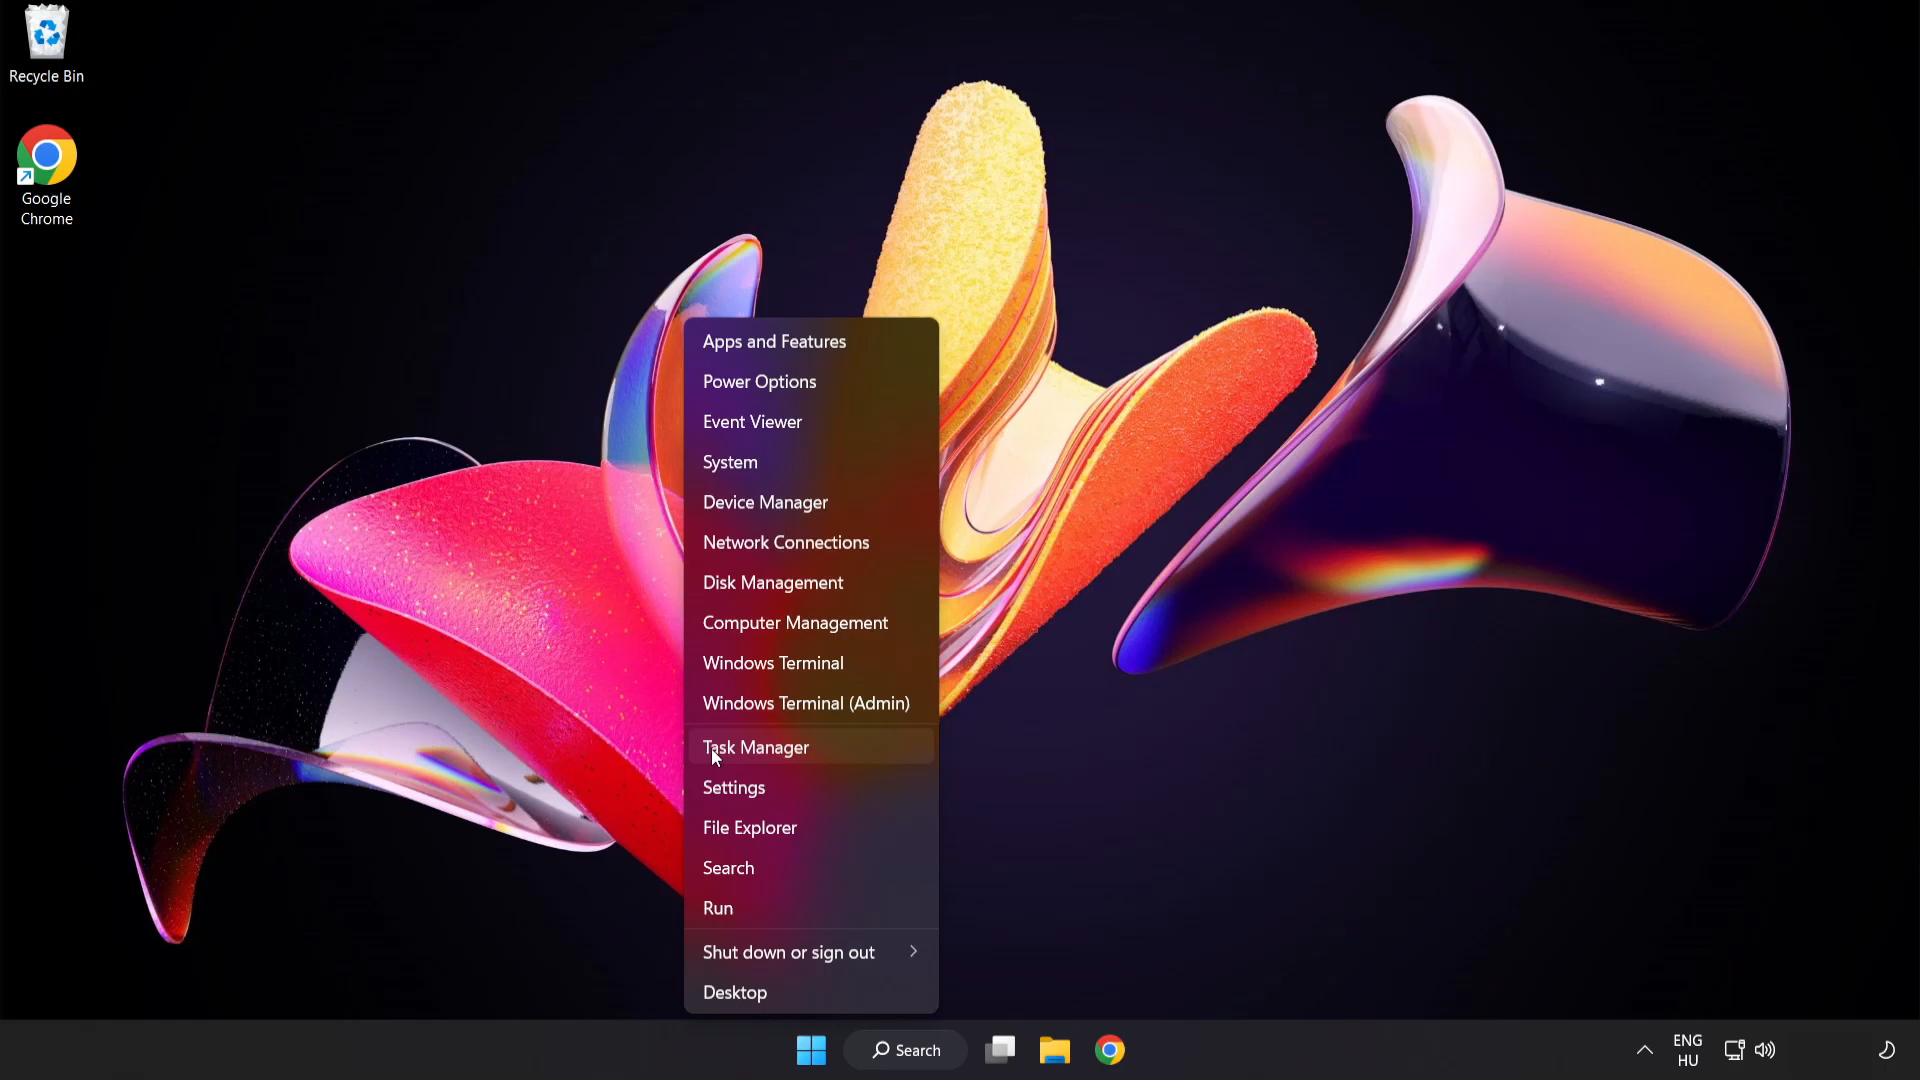 Recycle Bin
Google
Chrome
Apps and Features
Power Options
Event Viewer
System
Device Manager
Network Connections
Disk Management
Computer Management
Windows Terminal
Windows Terminal (Admin)
Task Manager
Settings
File Explorer
Search
Run
Shut down or sign out
Desktop
Search
ENG
HU